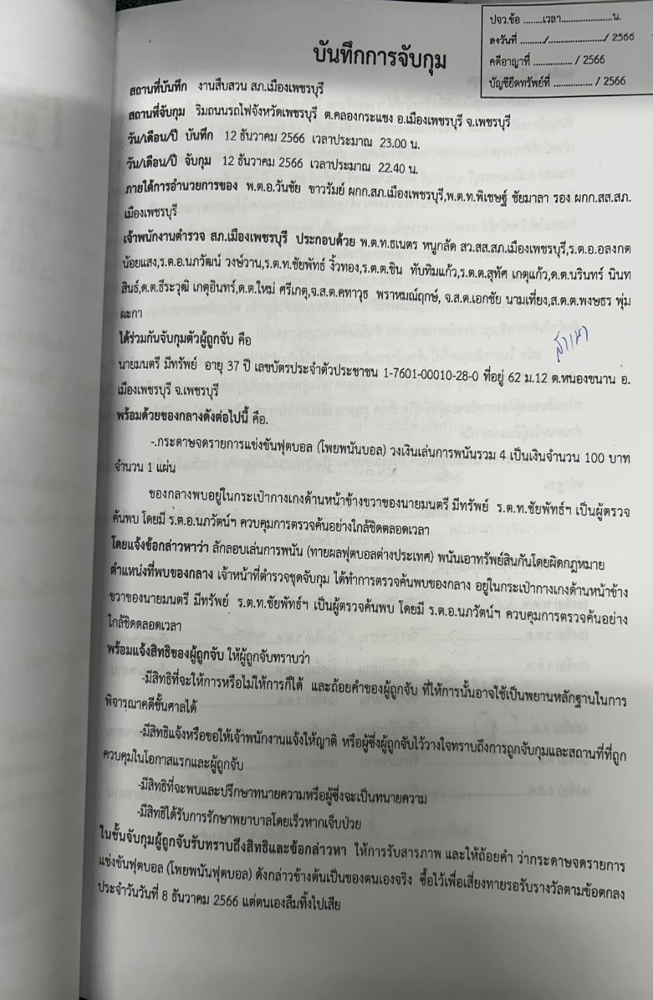 ปจว.ข้อ ........เวลา......................น.
ลงวันที่ ........../......................./ 2566
คดีอาญาที่ ............... / 2566
บัญชียึดทรัพย์ที่ ............... / 2566
บันทึกการจับกุม
สถานที่บันทึก งานสืบสวน สภ.เมืองเพชรบุรี
สถานที่จับกุม ริมถนนรถไฟจังหวัดเพชรบุรี ต.คลองกระแชง อ.เมืองเพชรบุรี จ.เพชรบุรี
วัน/เดือน/ปี บันทึก 12 ธันวาคม 2566 เวลาประมาณ 23.00 น.
วัน/เดือน/ปี จับกุม 12 ธันวาคม 2566 เวลาประมาณ 22.40 น.
ภายใต้การอำนวยการของ พ.ต.อ.วันชัย ขาวรัมย์ ผกก.สภ.เมืองเพชรบุรี,พ.ต.ท.พิเชษฐ์ ชัยมาลา รอง ผกก.สส.สภ.
เมืองเพชรบุรี
เจ้าพนักงานตำรวจ สภ.เมืองเพชรบุรี ประกอบด้วย พ.ต.ท.ธเนตร หนูกลัด สว.สส.สภ.เมืองเพชรบุรี,ร.ต.อ.อลงกต
น้อยแสง,ร.ต.อ.นภวัฒน์ วงษ์วาน,ร.ต.ท.ชัยพัทธ์ งิ้วทอง,ร.ต.ต.ชิน ทับทิมแก้ว,ร.ต.ต.สุทัศ เกตุแก้ว,ด.ต.นรินทร์ นินท
สินธ์,ด.ต.ธีระวุฒิ เกตุอินทร์,ด.ต.ใหม่ ศรีเกตุ,จ.ส.ต.คทาวุธ พราหมณ์ฤกษ์, จ.ส.ต.เอกชัย นามเที่ยง,ส.ต.ต.พงษธร พุ่ม
ผะกา
ได้ร่วมกันจับกุมตัวผู้ถูกจับ คือ
สำเนา
นายมนตรี มีทรัพย์ อายุ 37 ปี เลขบัตรประจำตัวประชาชน 1-7601-00010-28-0 ที่อยู่ 62 ม.12 ต.หนองขนาน อ.
เมืองเพชรบุรี จ.เพชรบุรี
พร้อมด้วยของกลางดังต่อไปนี้ คือ.
-.กระดาษจดรายการแข่งขันฟุตบอล (โพยพนันบอล) วงเงินเล่นการพนันรวม 4 เป็นเงินจำนวน 100 บาท
จำนวน 1 แผ่น
ของกลางพบอยู่ในกระเป๋ากางเกงด้านหน้าข้างขวาของนายมนตรี มีทรัพย์ ร.ต.ท.ชัยพัทธ์ฯ เป็นผู้ตรวจ
ค้นพบ โดยมี ร.ต.อ.นภวัตน์ฯ ควบคุมการตรวจค้นอย่างใกล้ชิดตลอดเวลา
โดยแจ้งข้อกล่าวหาว่า ลักลอบเล่นการพนัน (ทายผลฟุตบอลต่างประเทศ) พนันเอาทรัพย์สินกันโดยผิดกฎหมาย
ตำแหน่งที่พบของกลาง เจ้าหน้าที่ตำรวจชุดจับกุม ได้ทำการตรวจค้นพบของกลาง อยู่ในกระเป๋ากางเกงด้านหน้าข้าง
ขวาของนายมนตรี มีทรัพย์ ร.ต.ท.ชัยพัทธ์ฯ เป็นผู้ตรวจค้นพบ โดยมี ร.ต.อ.นภวัตน์ฯ ควบคุมการตรวจค้นอย่าง
ใกล้ชิดตลอดเวลา
พร้อมแจ้งสิทธิของผู้ถูกจับ ให้ผู้ถูกจับทราบว่า
-มีสิทธิที่จะให้การหรือไม่ให้การก็ได้ และถ้อยคำของผู้ถูกจับ ที่ให้การนั้นอาจใช้เป็นพยานหลักฐานในการ
พิจารณาคดีชั้นศาลได้
-มีสิทธิแจ้งหรือขอให้เจ้าพนักงานแจ้งให้ญาติ หรือผู้ซึ่งผู้ถูกจับไว้วางใจทราบถึงการถูกจับกุมและสถานที่ที่ถูก
ควบคุมในโอกาสแรกและผู้ถูกจับ
-มีสิทธิที่จะพบและปรึกษาทนายความหรือผู้ซึ่งจะเป็นทนายความ
-มีสิทธิได้รับการรักษาพยาบาลโดยเร็วหากเจ็บป่วย
ในชั้นจับกุมผู้ถูกจับรับทราบถึงสิทธิและข้อกล่าวหา ให้การรับสารภาพ และให้ถ้อยคำ ว่ากระดาษจดรายการ
แข่งขันฟุตบอล (โพยพนันฟุตบอล) ดังกล่าวข้างต้นเป็นของตนเองจริง ซื้อไว้เพื่อเสี่ยงทายรอรับรางวัลตามข้อตกลง
ประจำวันวันที่ 8 ธันวาคม 2566 แต่ตนเองลืมทิ้งไปเสีย